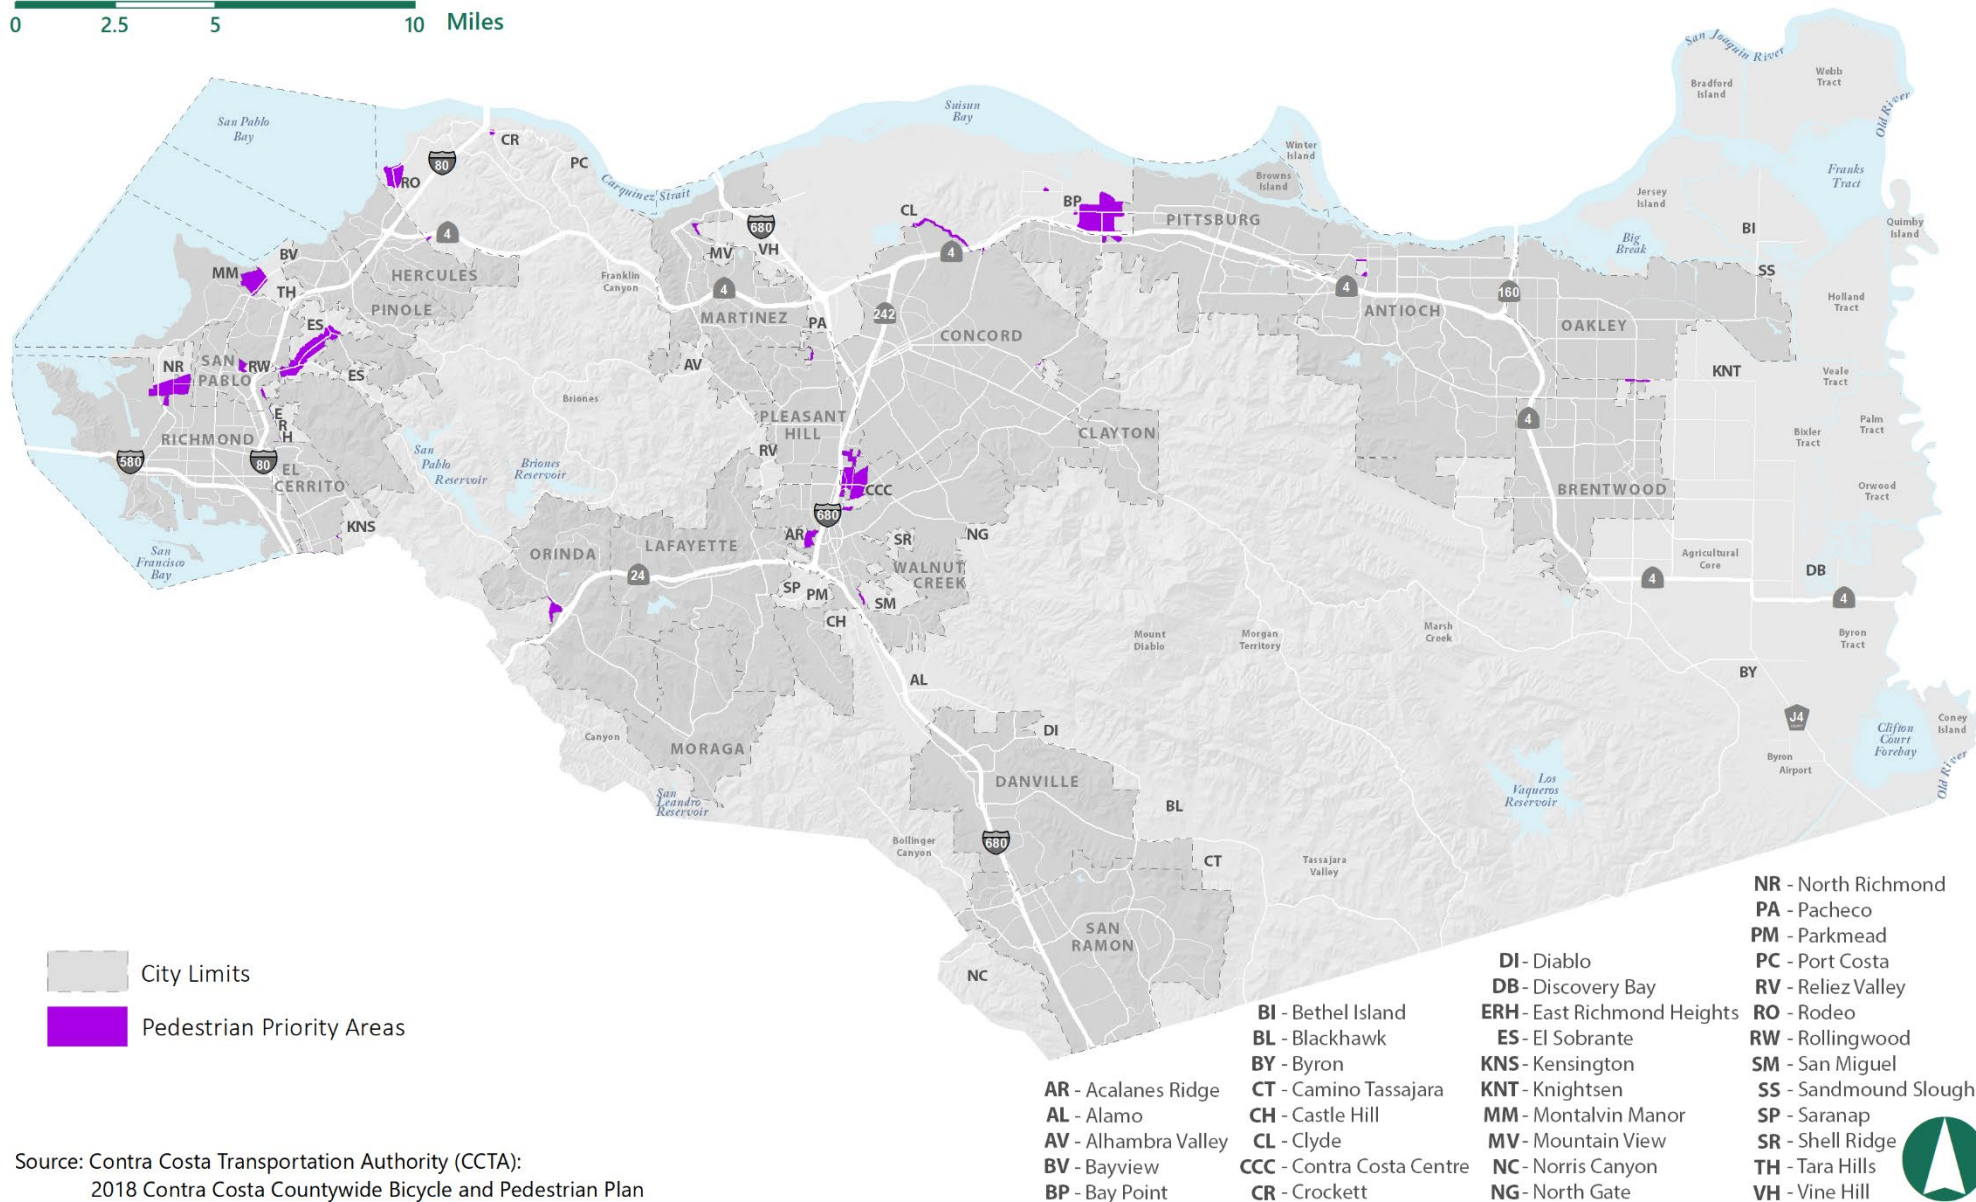 0 2.5 5 10 Miles
San Joaquin River
Bradford
Island
Webb
Tract
Old River
San Pablo
Bay
Suisun
Bay
CR
80
PC
RO
Carquinez Strait
Winter
Island
Browns
Island
Franks
Tract
Jersey
Island
Quimby
Island
BI
Big
Break
CL
BP
PITTSBURG
680
4
MV
VH
4
BV
MM
TH
HERCULES
Franklin
Canyon
SS
4
4
160
Holland
Tract
PINOLE
MARTINEZ
PA
242
CONCORD
ANTIOCH
OAKLEY
ES
NR
SAN
PABLO
RW
ES
AV
KNT
Veale
Tract
Briones
PLEASANT
HILL
CLAYTON
4
Palm
Tract
Bixler
Tract
E
R
H
RICHMOND
580
80
EL
CERRITO
San
Pablo
Reservoir
Briones
Reservoir
RV
CCC
BRENTWOOD
Orwood
Tract
680
KNS
AR
SR
NG
San
Francisco
Bay
ORINDA
LAFAYETTE
24
WALNUT
CREEK
Agricultural
Core
DB
4
4
SP
PM
SM
CH
Mount
Diablo
Morgan
Territory
Marsh
Creek
Byron
Tract
AL
BY
J4
Clifton
Court
Forebay
Coney
Island
Canyon
MORAGA
DI
DANVILLE
Byron
Airport
Old River
San
Leandro
Reservoir
BL
Los
Vaqueros
Reservoir
680
Bollinger
Canyon
CT
Tassajara
Valley
SAN
RAMON
NC
City Limits
Pedestrian Priority Areas
AR - Acalanes Ridge
AL - Alamo
AV - Alhambra Valley
BV - Bayview
BP - Bay Point
BI - Bethel Island
BL - Blackhawk
BY - Byron
CT - Camino Tassajara
CH - Castle Hill
CL - Clyde
CCC - Contra Costa Centre
CR - Crockett
DI - Diablo
DB - Discovery Bay
ERH - East Richmond Heights
ES - El Sobrante
KNS - Kensington
KNT - Knightsen
MM - Montalvin Manor
MV - Mountain View
NC - Norris Canyon
NG - North Gate
NR - North Richmond
PA - Pacheco
PM - Parkmead
PC - Port Costa
RV - Reliez Valley
RO - Rodeo
RW - Rollingwood
SM - San Miguel
SS - Sandmound Slough
SP - Saranap
SR - Shell Ridge
TH - Tara Hills
VH - Vine Hill
Source: Contra Costa Transportation Authority (CCTA):
2018 Contra Costa Countywide Bicycle and Pedestrian Plan